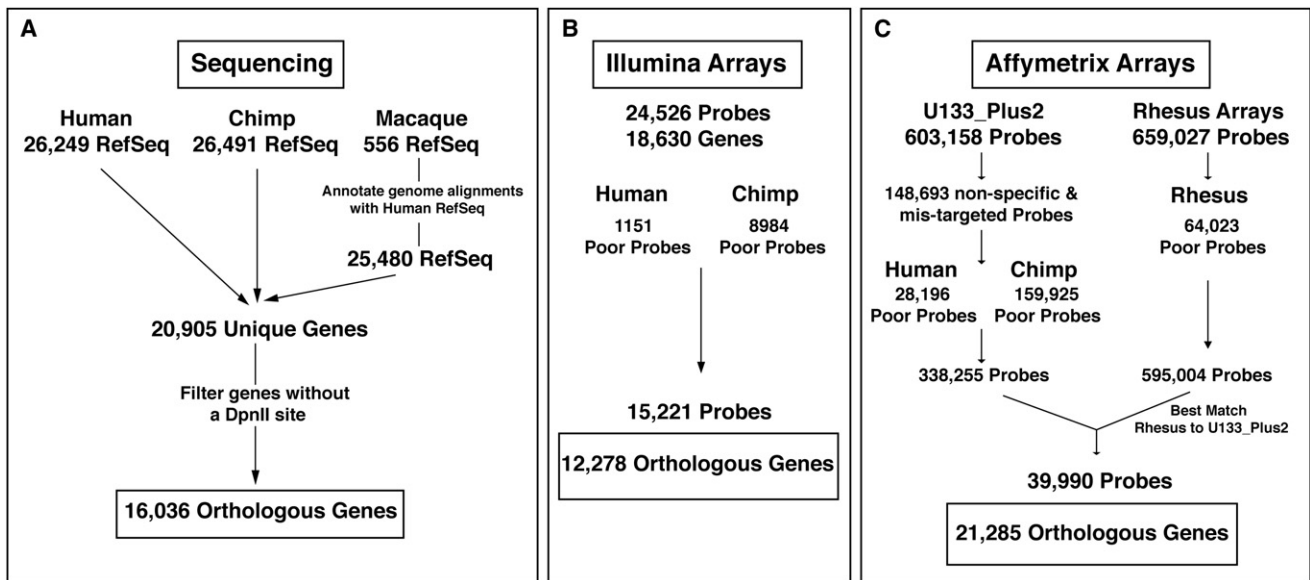 A
Sequencing
Human
26,249 RefSeq
Chimp
26,491 RefSeq
Macaque
556 RefSeq
Annotate genome alignments
with Human RefSeq
25,480 RefSeq
20,905 Unique Genes
Filter genes without
a DpnII site
16,036 Orthologous Genes
B
Illumina Arrays
24,526 Probes
18,630 Genes
Human
1151
Poor Probes
Chimp
8984
Poor Probes
15,221 Probes
12,278 Orthologous Genes
C
Affymetrix Arrays
U133_Plus2
603,158 Probes
Rhesus Arrays
659,027 Probes
148,693 non-specific &
mis-targeted Probes
Rhesus
64,023
Poor Probes
Human
28,196
Poor Probes
Chimp
159,925
Poor Probes
338,255 Probes
595,004 Probes
Best Match
Rhesus to U133_Plus2
39,990 Probes
21,285 Orthologous Genes